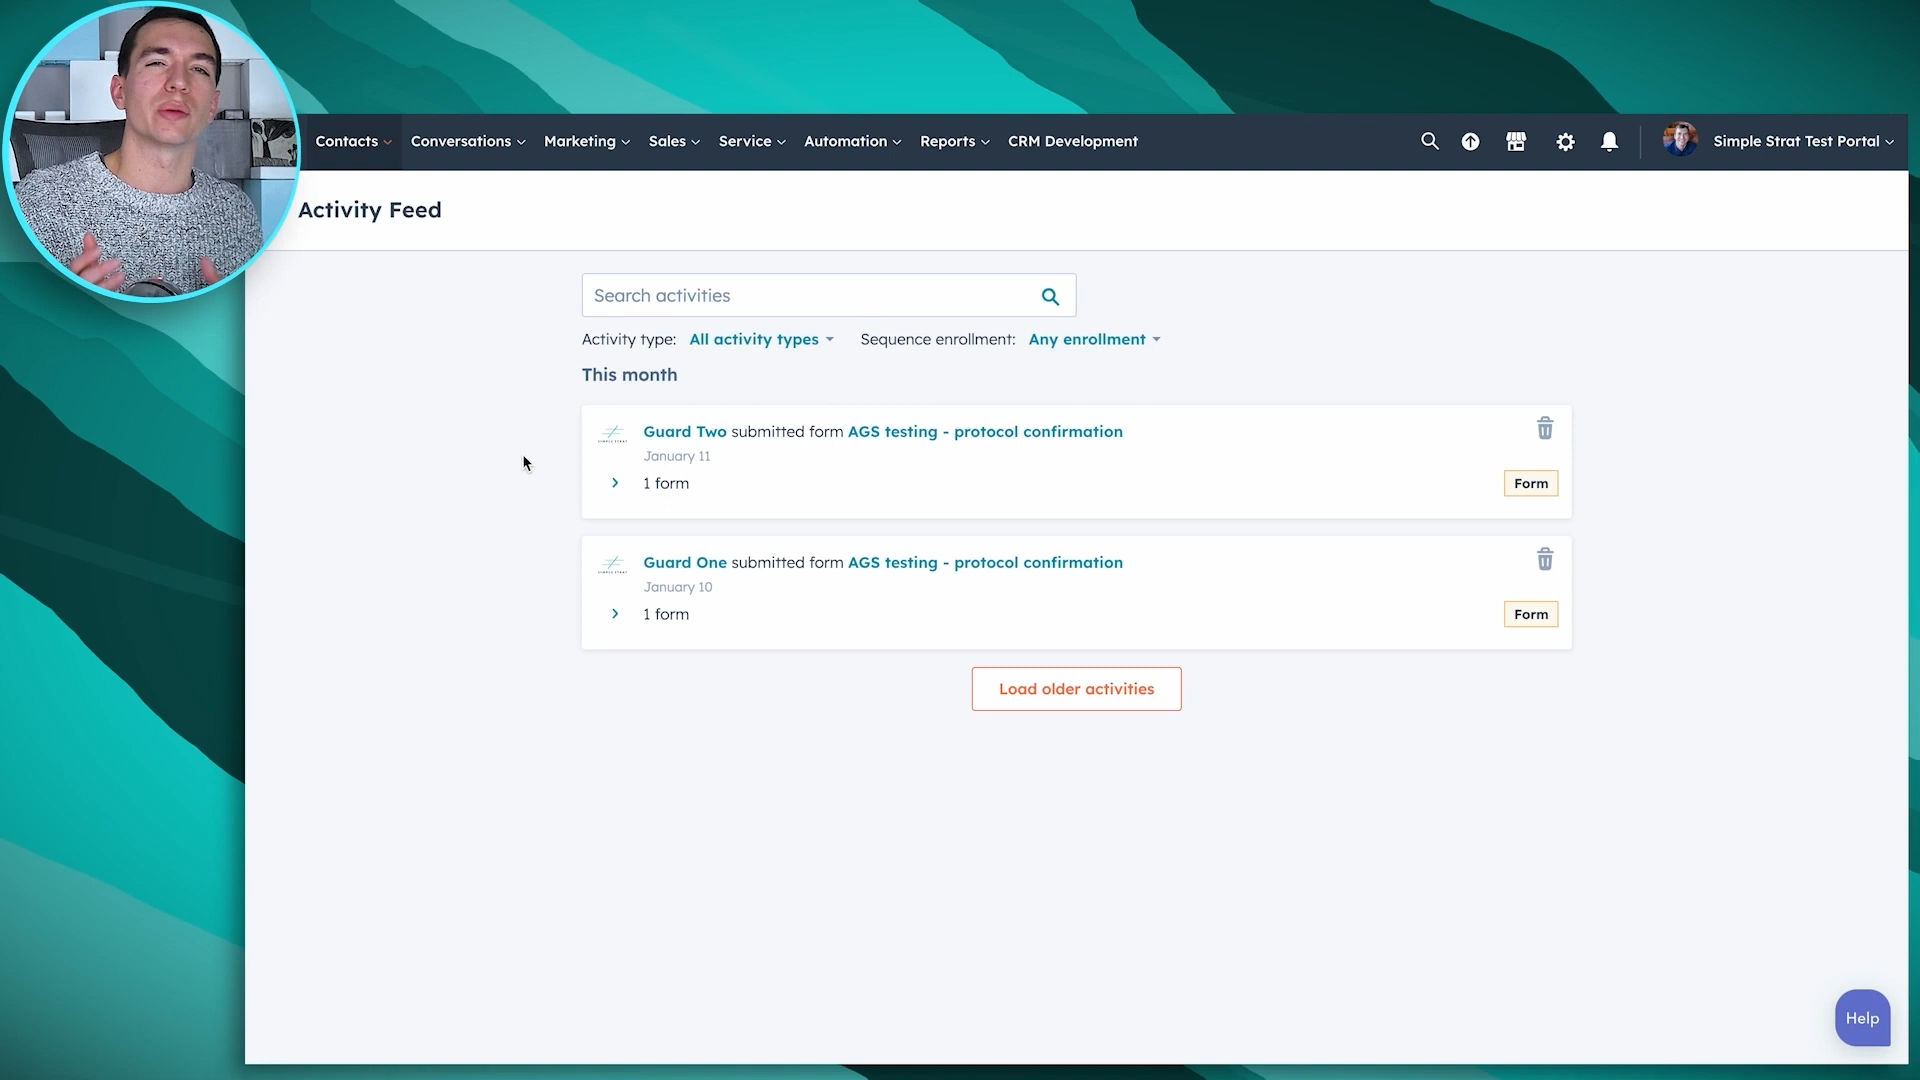 Contacts Conversations Marketing Sales Service Automation Reports CRM Development Simple Strat Test Portal
Activity Feed
Search activities
Activity type: All activity types Sequence enrollment: Any enrollment
This month
Guard Two submitted form AGS testing - protocol confirmation
January 11
1 form Form
Guard One submitted form AGS testing - protocol confirmation
January 10
1 form Form
Load older activities
Help